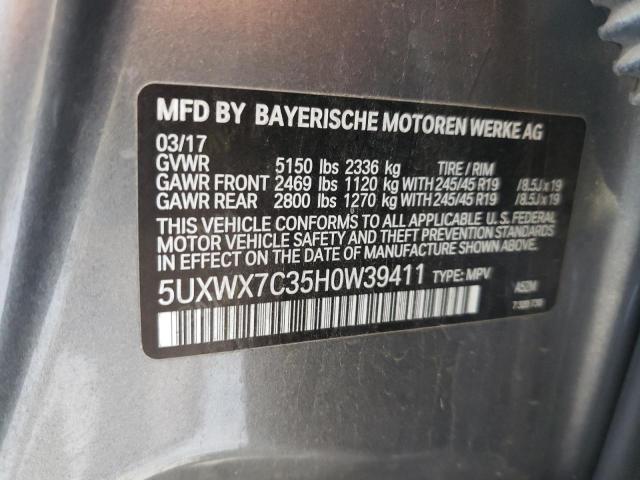 MFD BY BAYERISCHE MOTOREN WERKE AG
03/17
GVWR 5150 lbs 2336 kg TIRE / RIM
GAWR FRONT 2469 lbs 1120 kg WITH 245/45 R19 /8.5J x 19
GAWR REAR 2800 lbs 1270 kg WITH 245/45 R19 /8.5J x 19
THIS VEHICLE CONFORMS TO ALL APPLICABLE U. S. FEDERAL
MOTOR VEHICLE SAFETY AND THEFT PREVENTION STANDARDS
IN EFFECT ON THE DATE OF MANUFACTURE SHOWN ABOVE.
5UXWX7C35H0W39411 TYPE: MPV